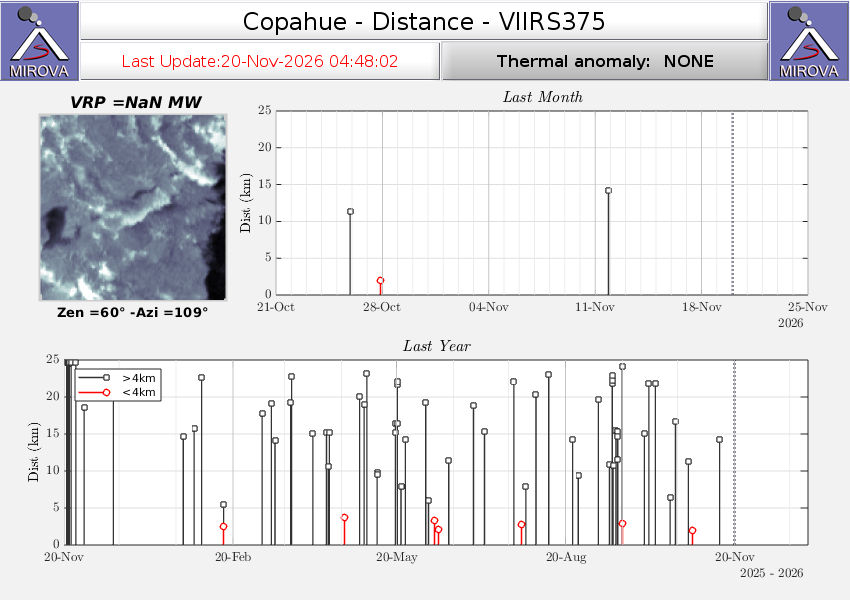 Copahue - Distance - VIIRS375
MIROVA
Last Update:20-Nov-2026 04:48:02
Thermal anomaly: NONE
MIROVA
VRP =NaN MW
Zen =60° -Azi =109°
Last Month
Dist (km)
25
20
15
10
5
0
21-Oct 28-Oct 04-Nov 11-Nov 18-Nov 25-Nov
2026
Last Year
Dist (km)
25
20
15
10
5
0
>4km
<4km
20-Nov 20-Feb 20-May 20-Aug 20-Nov
2025 - 2026